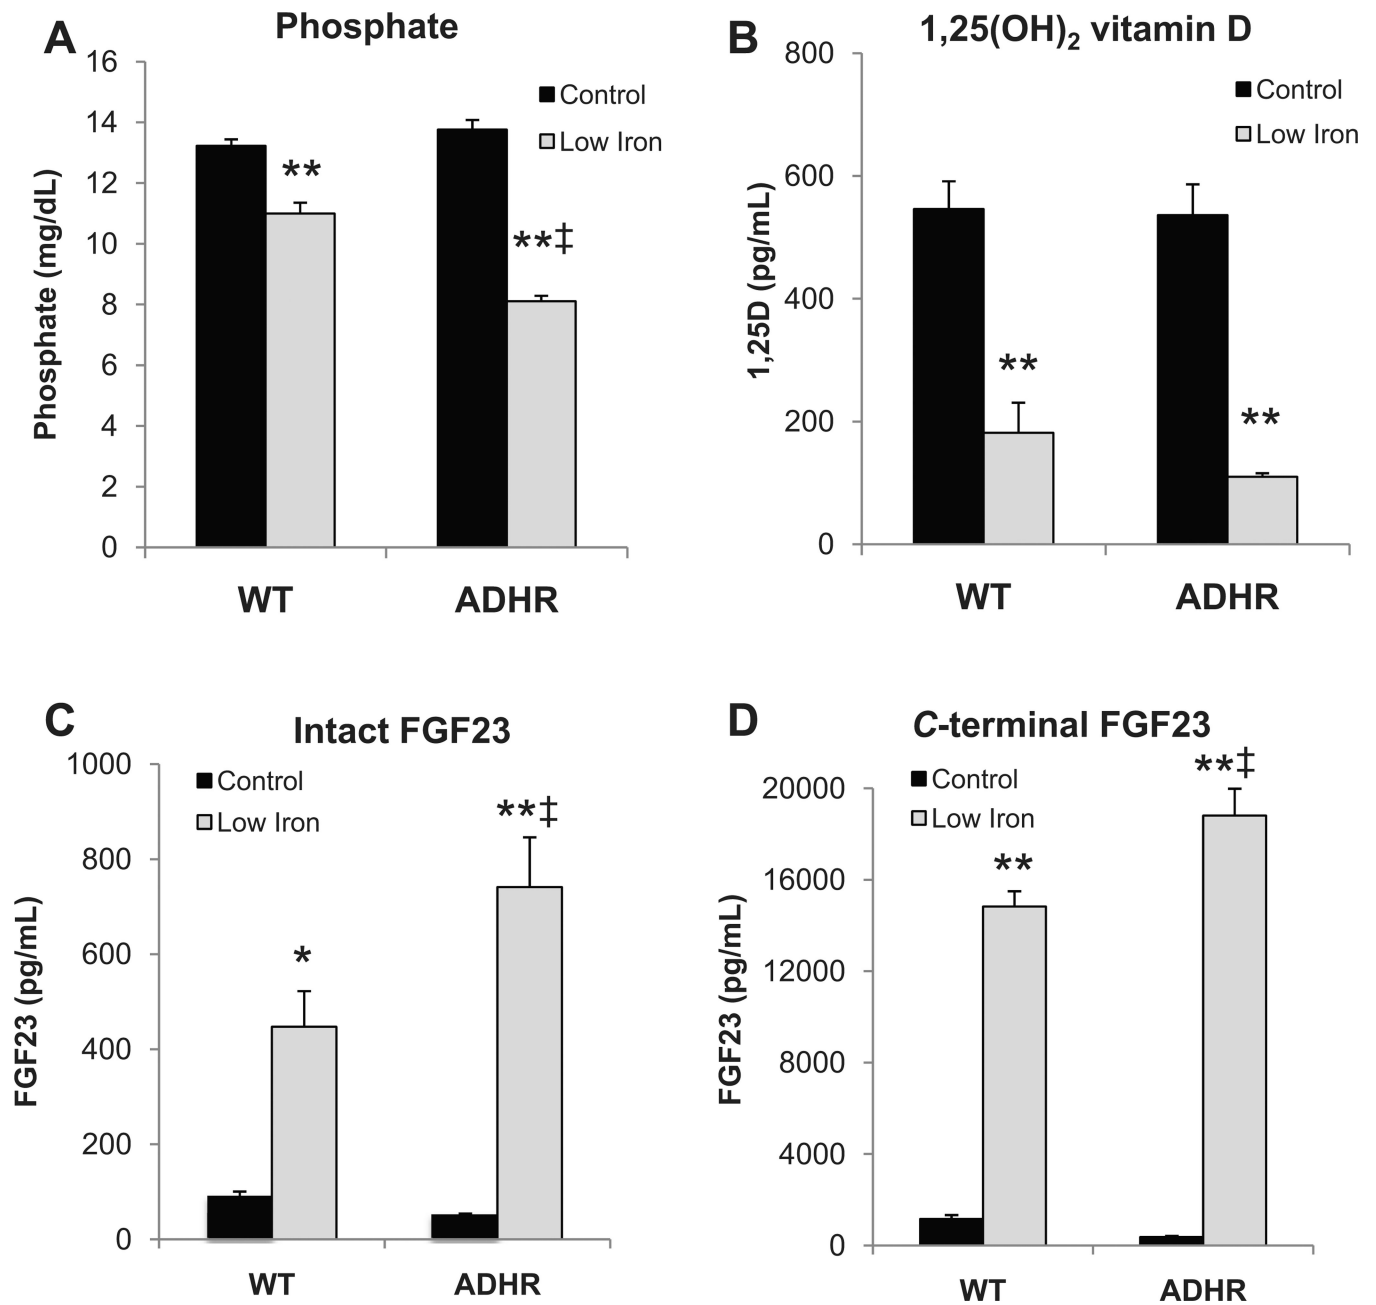 A
Phosphate
Phosphate (mg/dL)
16
14
12
10
8
6
4
2
0
Control
Low Iron
**
**‡
WT
ADHR
B
1,25(OH)₂ vitamin D
1,25D (pg/mL)
800
600
400
200
0
Control
Low Iron
**
**
WT
ADHR
C
Intact FGF23
FGF23 (pg/mL)
1000
800
600
400
200
0
Control
Low Iron
*
**‡
WT
ADHR
D
C-terminal FGF23
FGF23 (pg/mL)
20000
16000
12000
8000
4000
0
Control
Low Iron
**
**‡
WT
ADHR